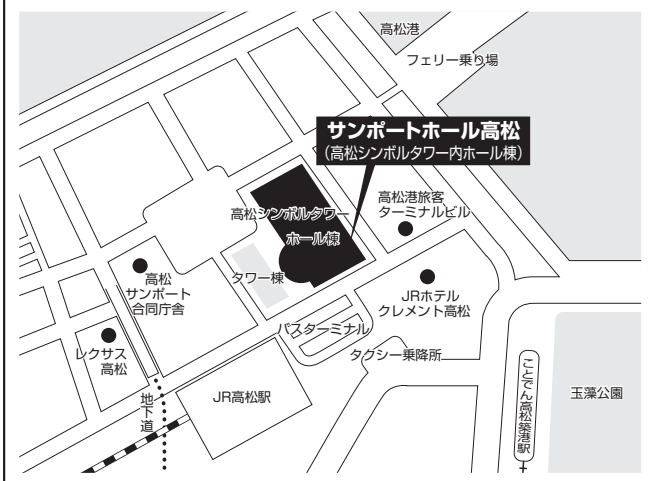 高松港
フェリー乗り場
サンポートホール高松
(高松シンボルタワー内ホール棟)
高松シンボルタワー
ホール棟
高松港旅客
ターミナルビル
タワー棟
高松
サンポート
合同庁舎
JRホテル
クレメント高松
バスターミナル
タクシー乗降所
レクサス
高松
地下道
JR高松駅
ことでん高松築港駅
玉藻公園